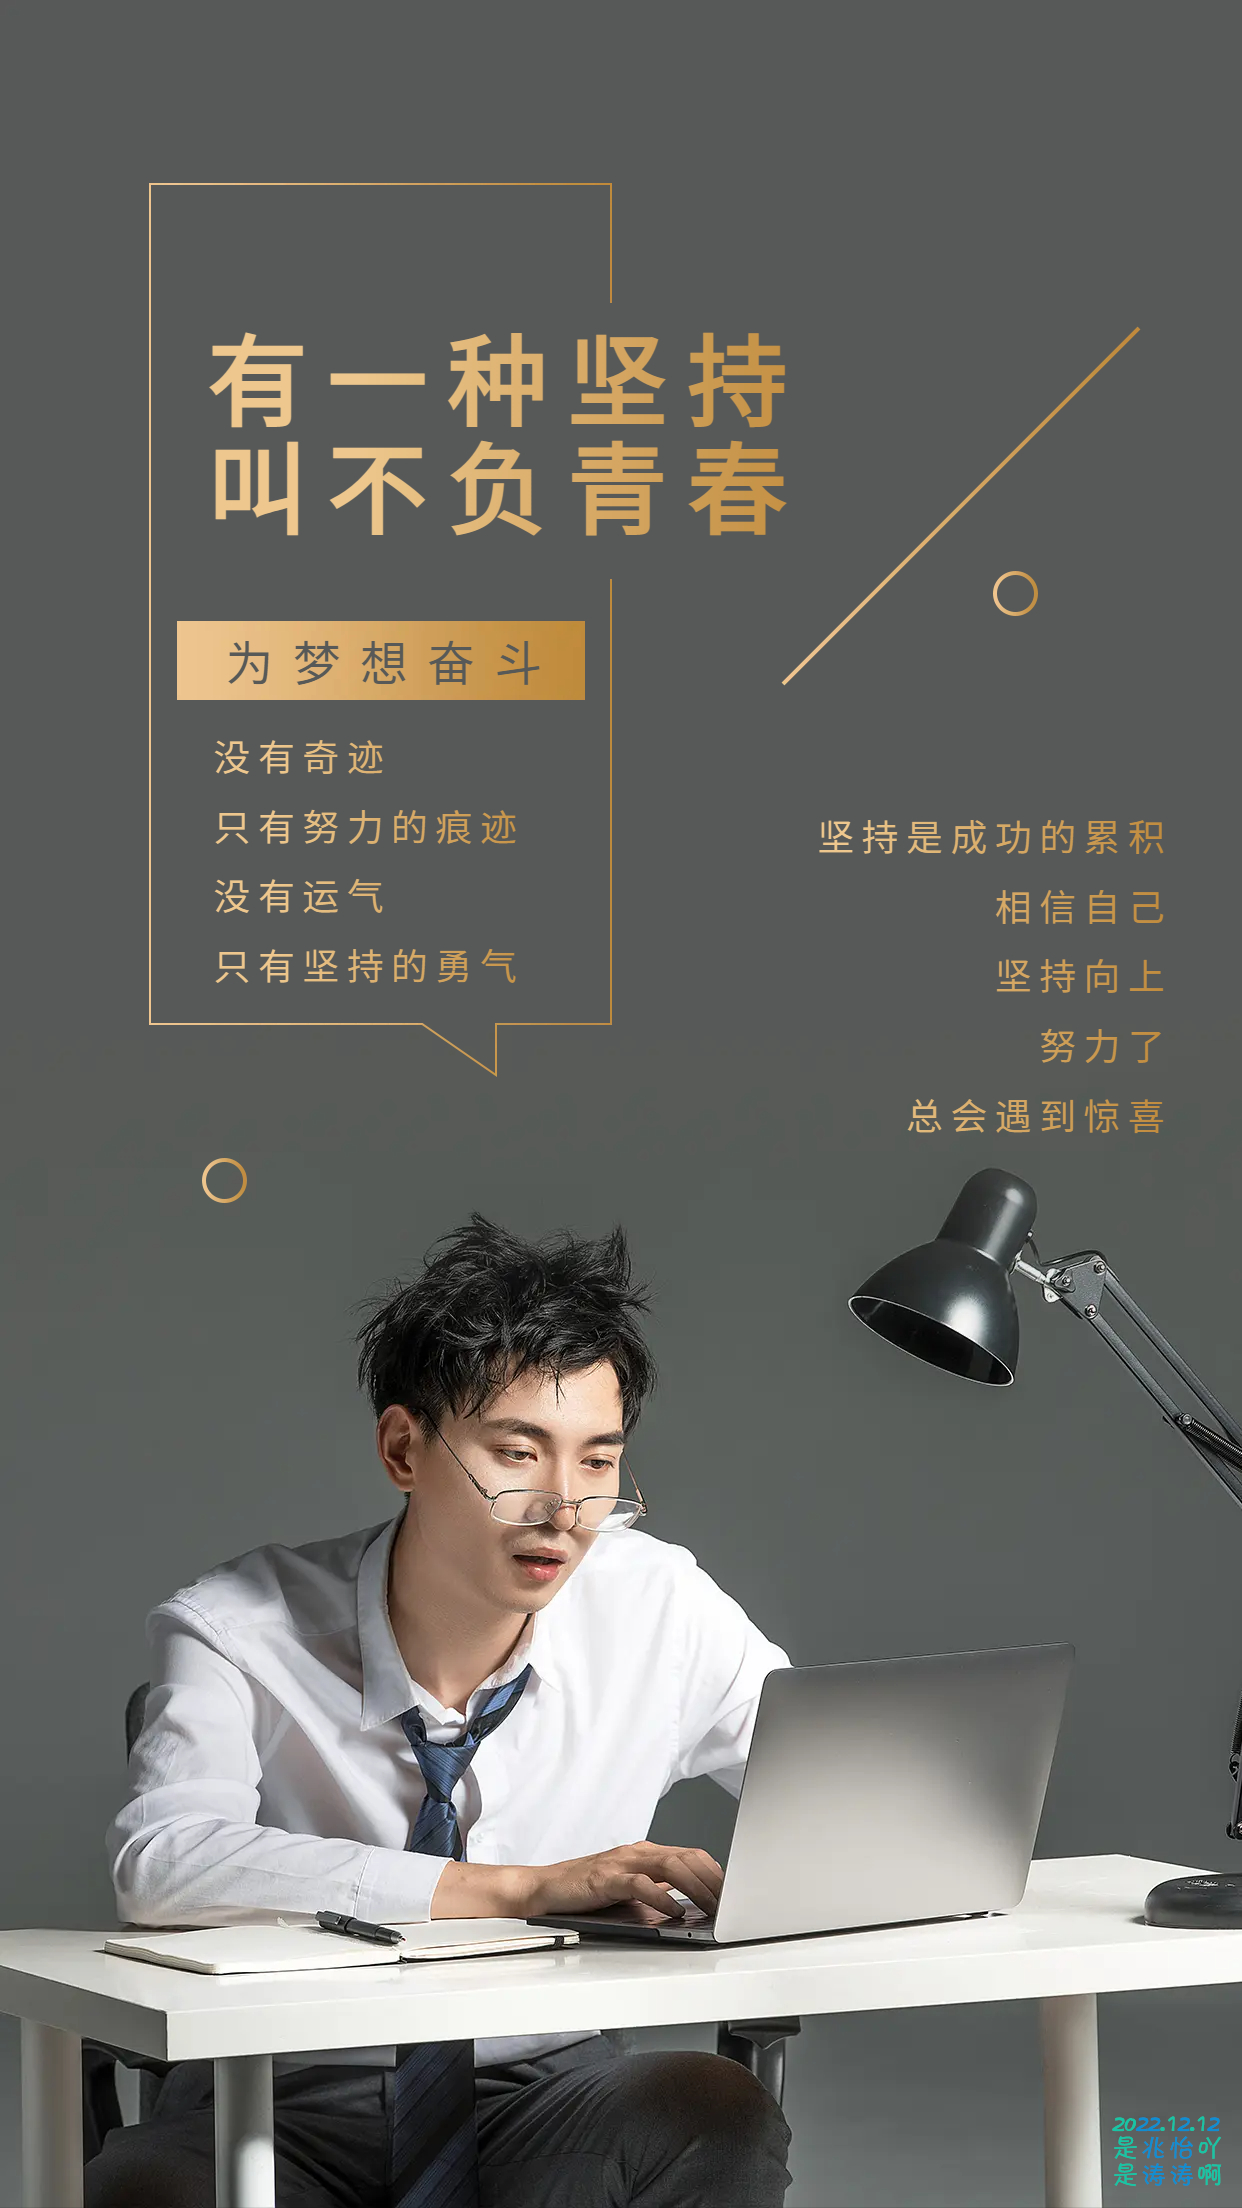 有一种坚持
叫不负青春
为梦想奋斗
没有奇迹
只有努力的痕迹
没有运气
只有坚持的勇气
坚持是成功的累积
相信自己
坚持向上
努力了
总会遇到惊喜
2022.12.12
是兆怡吖
是涛涛啊